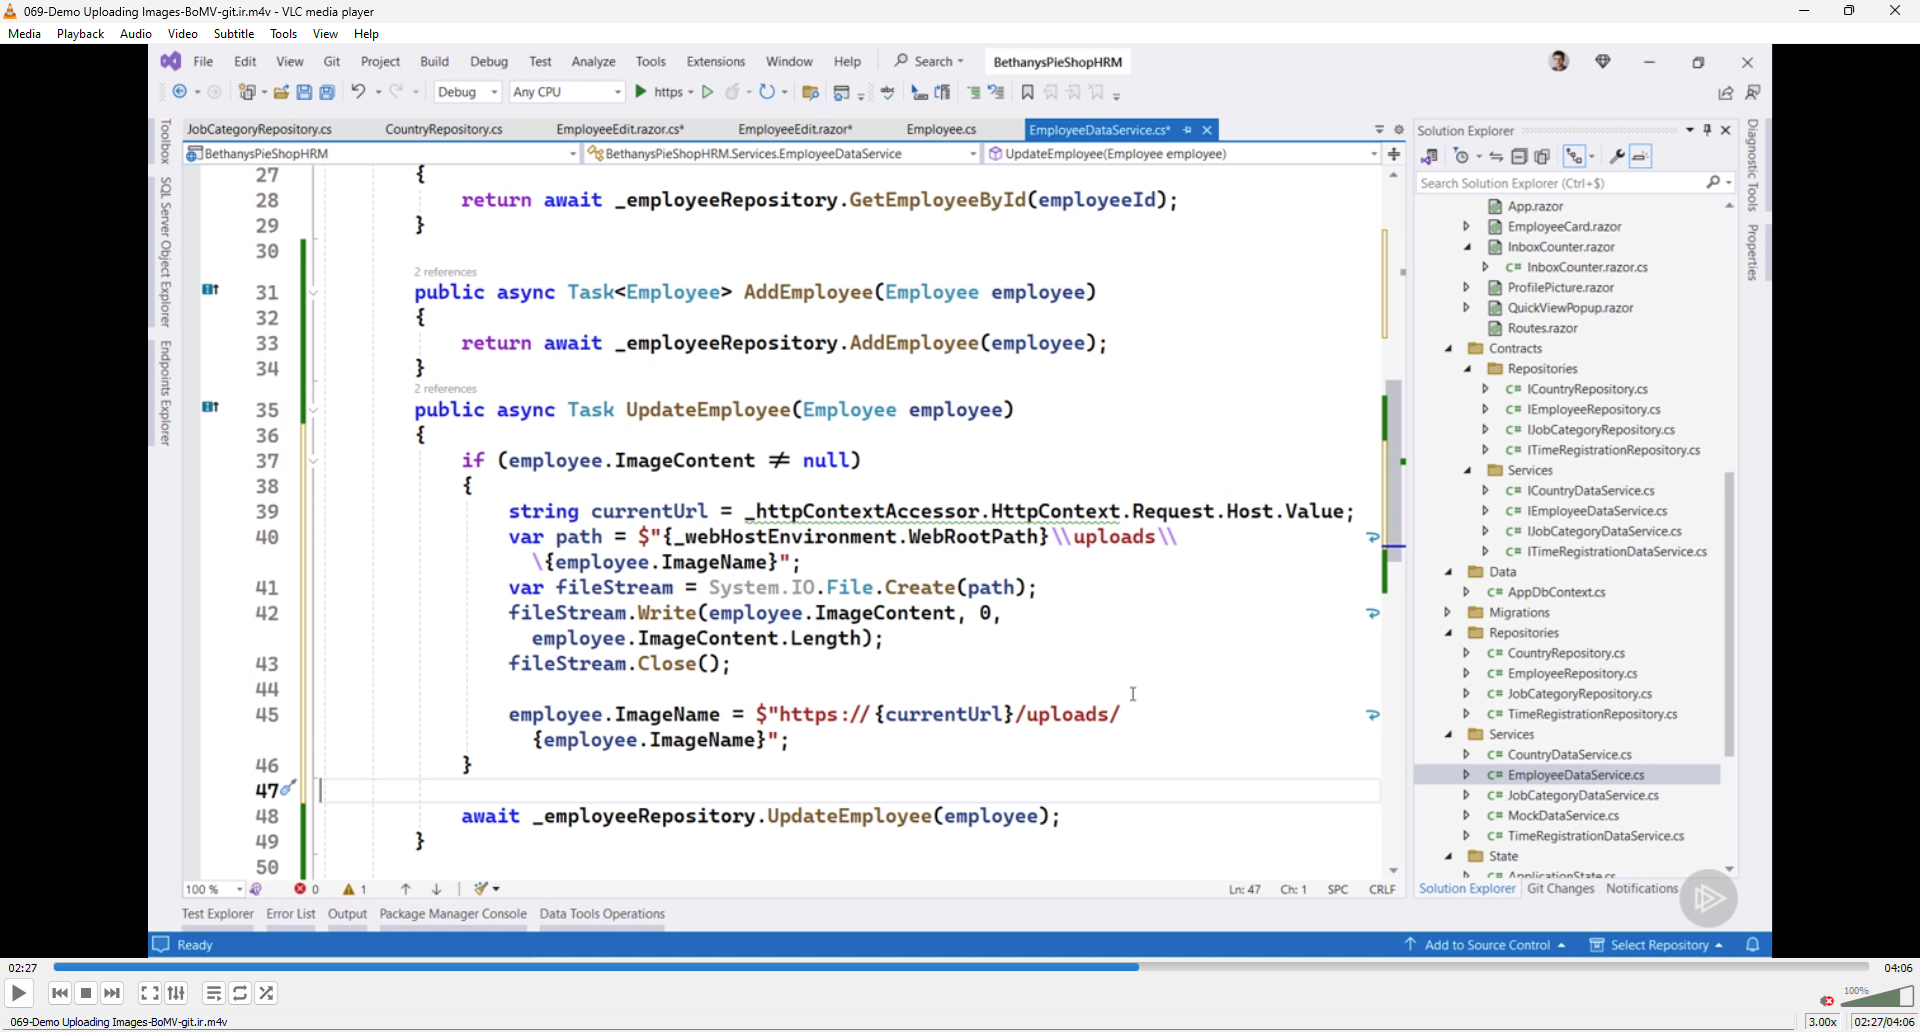 069-Demo Uploading Images-BoMV-git.ir.m4v - VLC media player
Media Playback Audio Video Subtitle Tools View Help
File Edit View Git Project Build Debug Test Analyze Tools Extensions Window Help Search BethanysPieShopHRM
Debug Any CPU https
JobCategoryRepository.cs CountryRepository.cs EmployeeEdit.razor.cs* EmployeeEdit.razor* Employee.cs EmployeeDataService.cs*
BethanysPieShopHRM BethanysPieShopHRM.Services.EmployeeDataService UpdateEmployee(Employee employee)
Toolbox
SQL Server Object Explorer
Endpoints Explorer
27 {
28 return await _employeeRepository.GetEmployeeById(employeeId);
29 }
30
2 references
31 public async Task<Employee> AddEmployee(Employee employee)
32 {
33 return await _employeeRepository.AddEmployee(employee);
34 }
2 references
35 public async Task UpdateEmployee(Employee employee)
36 {
37 if (employee.ImageContent ≠ null)
38 {
39 string currentUrl = _httpContextAccessor.HttpContext.Request.Host.Value;
40 var path = $"{_webHostEnvironment.WebRootPath}\\uploads\\
\{employee.ImageName}";
41 var fileStream = System.IO.File.Create(path);
42 fileStream.Write(employee.ImageContent, 0,
employee.ImageContent.Length);
43 fileStream.Close();
44
45 employee.ImageName = $"https://{currentUrl}/uploads/
{employee.ImageName}";
46 }
47
48 await _employeeRepository.UpdateEmployee(employee);
49 }
50
100 % 0 1 Ln: 47 Ch: 1 SPC CRLF
Solution Explorer
Search Solution Explorer (Ctrl+$)
App.razor
EmployeeCard.razor
InboxCounter.razor
C# InboxCounter.razor.cs
ProfilePicture.razor
QuickViewPopup.razor
Routes.razor
Contracts
Repositories
C# ICountryRepository.cs
C# IEmployeeRepository.cs
C# IJobCategoryRepository.cs
C# ITimeRegistrationRepository.cs
Services
C# ICountryDataService.cs
C# IEmployeeDataService.cs
C# IJobCategoryDataService.cs
C# ITimeRegistrationDataService.cs
Data
C# AppDbContext.cs
Migrations
Repositories
C# CountryRepository.cs
C# EmployeeRepository.cs
C# JobCategoryRepository.cs
C# TimeRegistrationRepository.cs
Services
C# CountryDataService.cs
C# EmployeeDataService.cs
C# JobCategoryDataService.cs
C# MockDataService.cs
C# TimeRegistrationDataService.cs
State
C# ApplicationState.cs
Solution Explorer Git Changes Notifications
Diagnostic Tools
Properties
Test Explorer Error List Output Package Manager Console Data Tools Operations
Ready Add to Source Control Select Repository
02:27 04:06
100%
069-Demo Uploading Images-BoMV-git.ir.m4v 3.00x 02:27/04:06